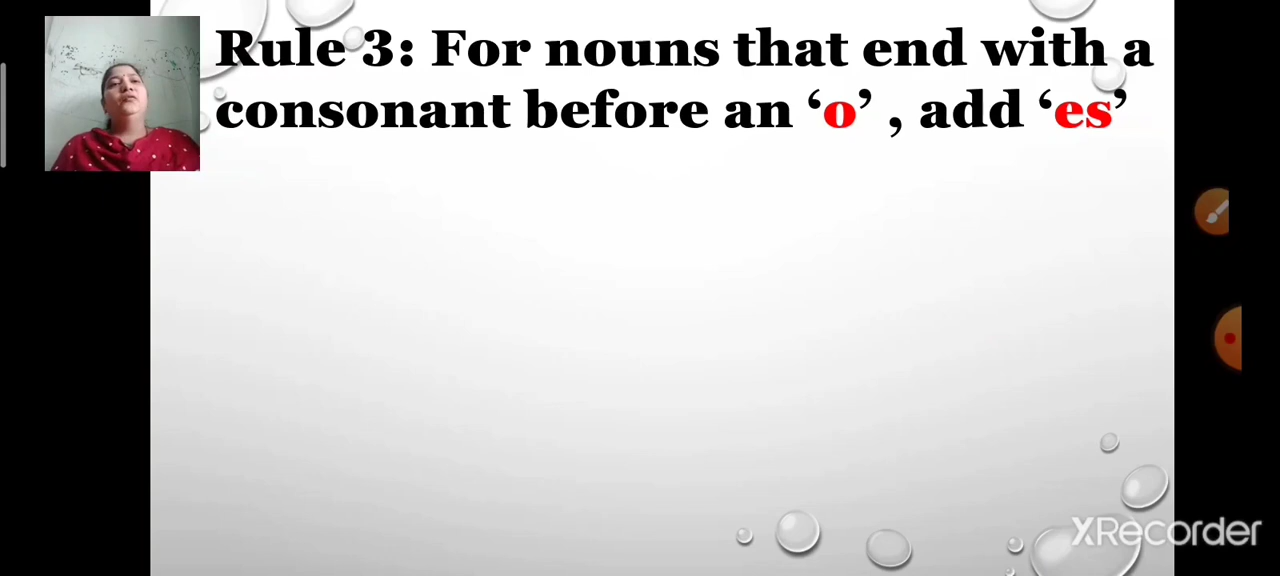 Rule 3: For nouns that end with a
consonant before an ‘o’ , add ‘es’
XRecorder